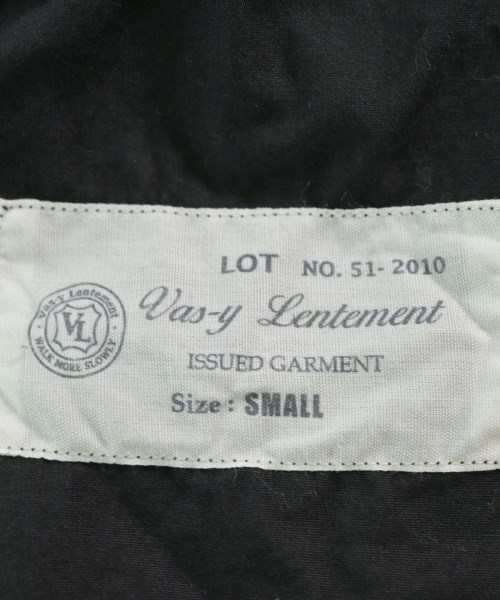 LOT NO. 51-2010
Vas-y Lentement
VL
WALK MORE SLOWLY
Vas-y Lentement
ISSUED GARMENT
Size: SMALL